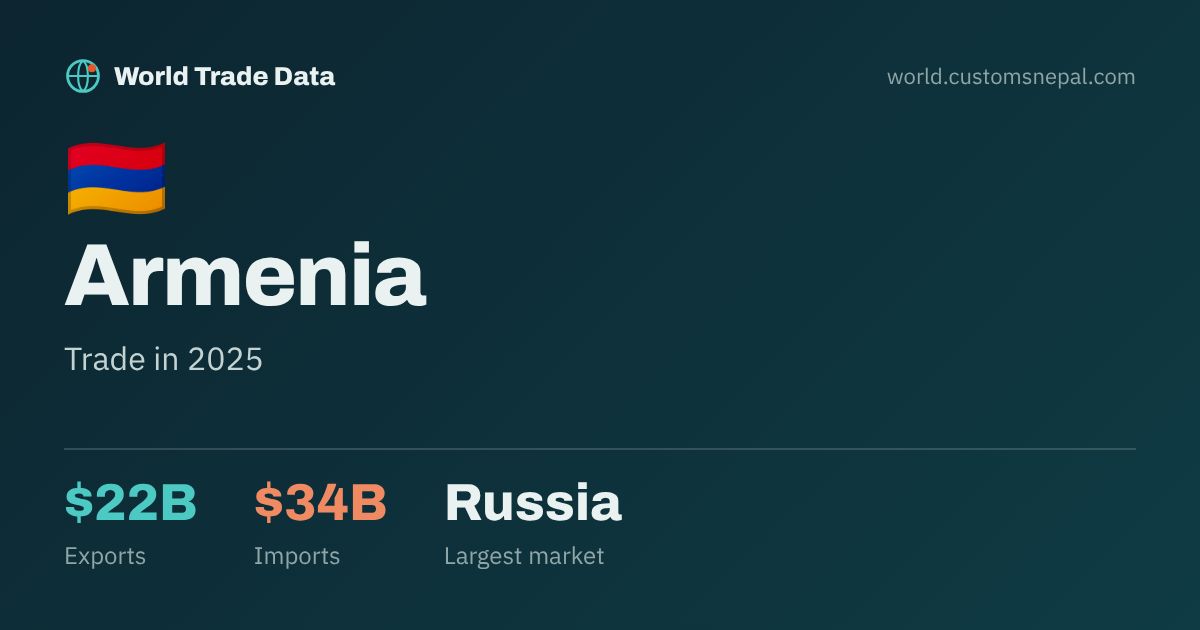 World Trade Data
world.customsnepal.com
Armenia
Trade in 2025
$22B
Exports
$34B
Imports
Russia
Largest market